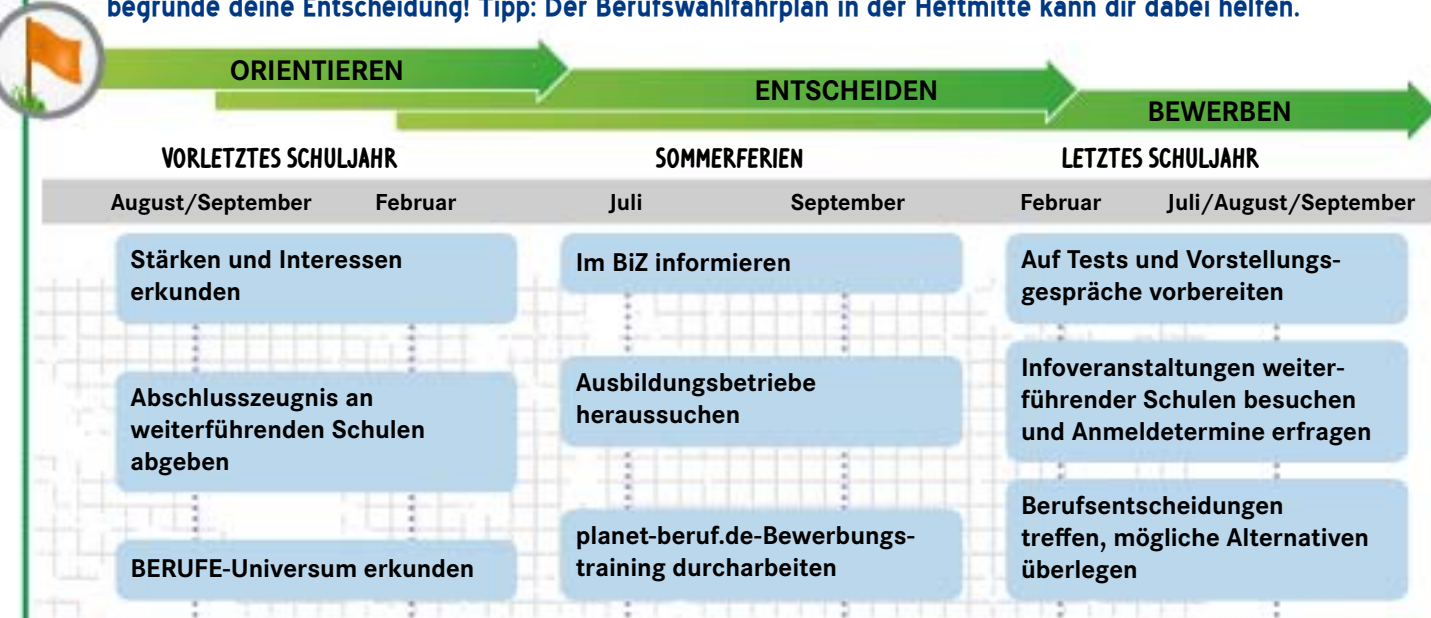 begründe deine Entscheidung! Tipp: Der Berufswahlfahrplan in der Heftmitte kann dir dabei helfen.
ORIENTIEREN
ENTSCHEIDEN
BEWERBEN
VORLETZTES SCHULJAHR
SOMMERFERIEN
LETZTES SCHULJAHR
August/September
Februar
Juli
September
Februar
Juli/August/September
Stärken und Interessen
erkunden
Abschlusszeugnis an
weiterführenden Schulen
abgeben
BERUFE-Universum erkunden
Im BiZ informieren
Ausbildungsbetriebe
heraussuchen
planet-beruf.de-Bewerbungs-
training durcharbeiten
Auf Tests und Vorstellungs-
gespräche vorbereiten
Infoveranstaltungen weiter-
führender Schulen besuchen
und Anmeldetermine erfragen
Berufsentscheidungen
treffen, mögliche Alternativen
überlegen